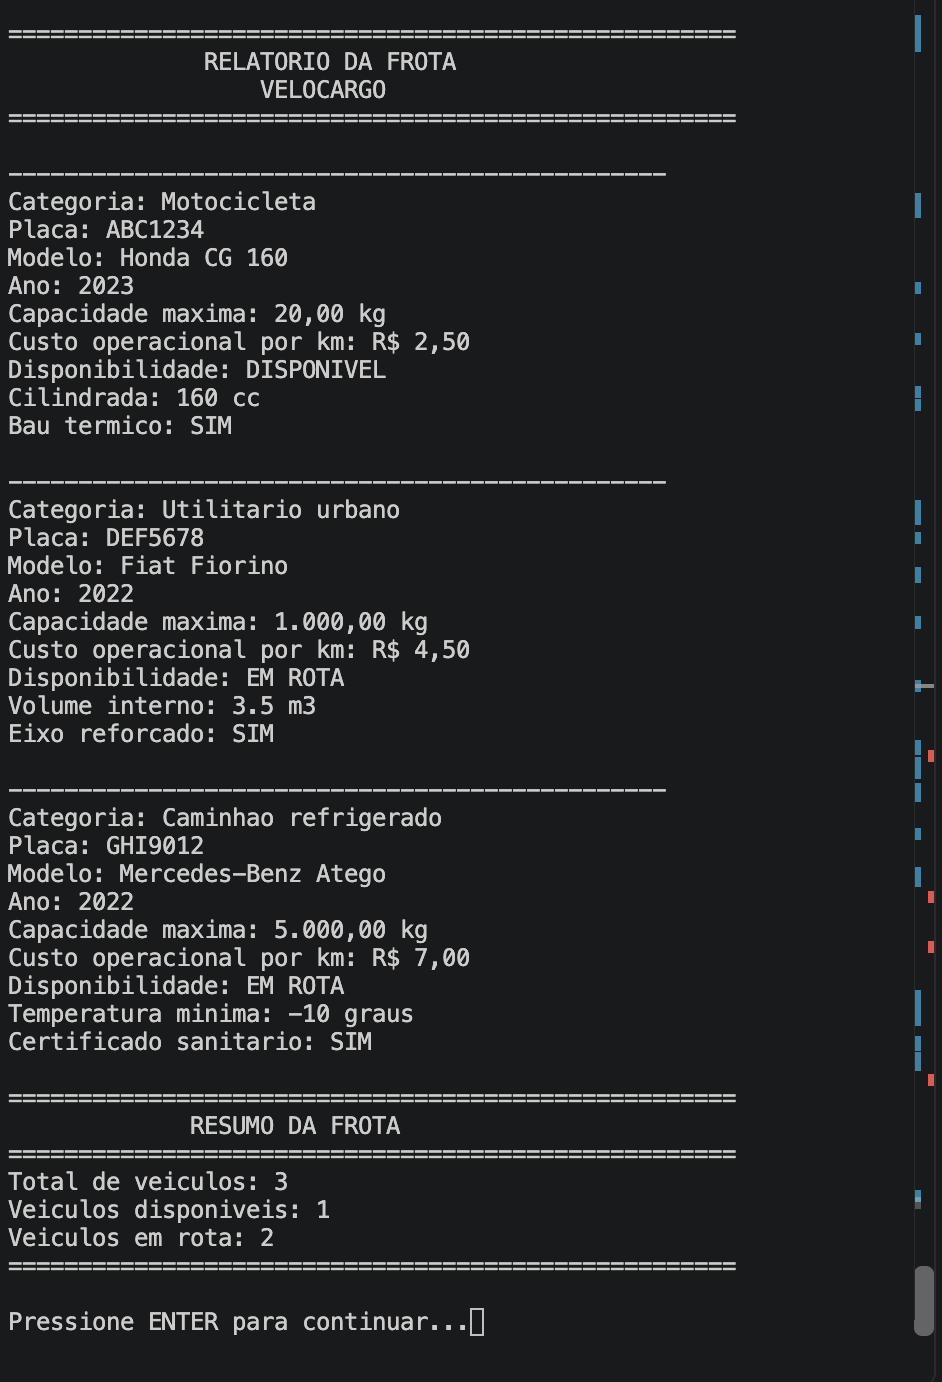 ====================================================
RELATORIO DA FROTA
VELOCARGO
====================================================
-----------------------------------------------
Categoria: Motocicleta
Placa: ABC1234
Modelo: Honda CG 160
Ano: 2023
Capacidade maxima: 20,00 kg
Custo operacional por km: R$ 2,50
Disponibilidade: DISPONIVEL
Cilindrada: 160 cc
Bau termico: SIM
-----------------------------------------------
Categoria: Utilitario urbano
Placa: DEF5678
Modelo: Fiat Fiorino
Ano: 2022
Capacidade maxima: 1.000,00 kg
Custo operacional por km: R$ 4,50
Disponibilidade: EM ROTA
Volume interno: 3.5 m3
Eixo reforcado: SIM
-----------------------------------------------
Categoria: Caminhao refrigerado
Placa: GHI9012
Modelo: Mercedes-Benz Atego
Ano: 2022
Capacidade maxima: 5.000,00 kg
Custo operacional por km: R$ 7,00
Disponibilidade: EM ROTA
Temperatura minima: -10 graus
Certificado sanitario: SIM
====================================================
RESUMO DA FROTA
====================================================
Total de veiculos: 3
Veiculos disponiveis: 1
Veiculos em rota: 2
====================================================
Pressione ENTER para continuar...